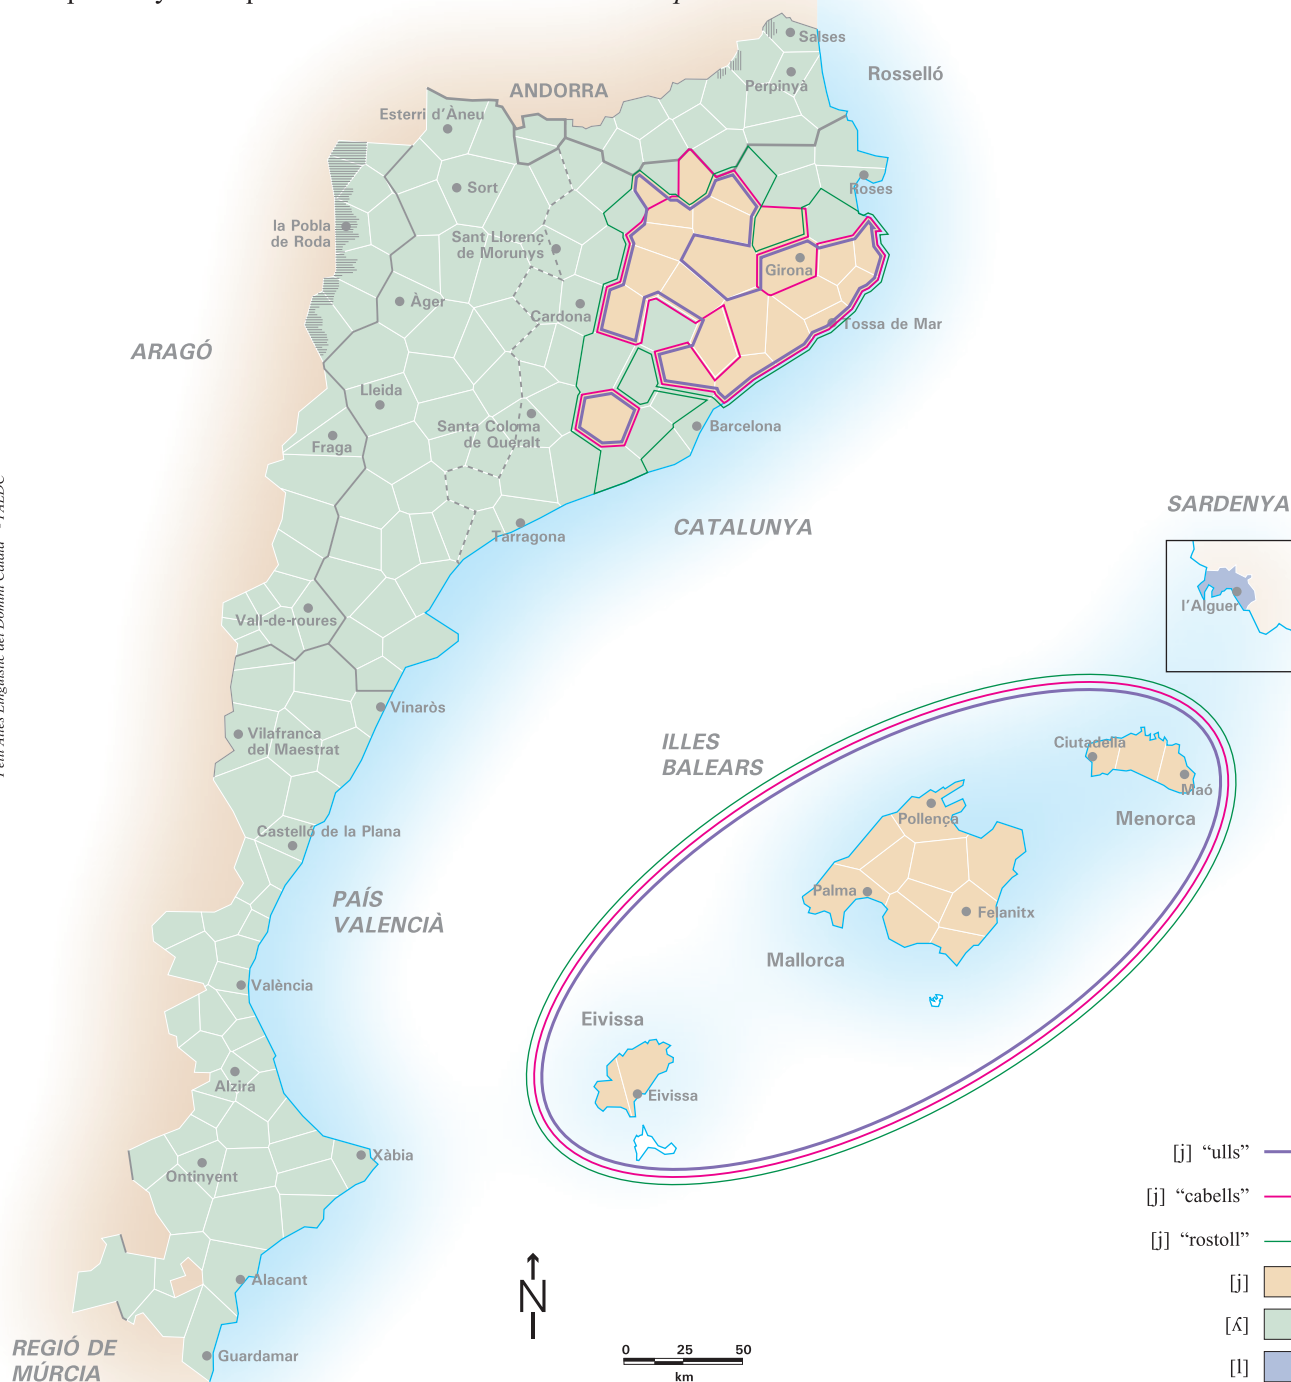 Salses
Rosselló
Perpinyà
ANDORRA
Esterri d’Àneu
Roses
Sort
la Pobla
de Roda
Sant Llorenç
de Morunys
Girona
Àger
Cardona
Tossa de Mar
ARAGÓ
Lleida
Santa Coloma
de Queralt
Barcelona
Fraga
SARDENYA
CATALUNYA
Tarragona
l’Alguer
Vall-de-roures
Vinaròs
Vilafranca
del Maestrat
ILLES
BALEARS
Ciutadella
Maó
Menorca
Pollença
Castelló de la Plana
PAÍS
VALENCIÀ
Palma
Felanitx
Mallorca
València
Eivissa
Alzira
Eivissa
Xàbia
Ontinyent
[j] “ulls”
[j] “cabells”
[j] “rostoll”
[j]
[ʎ]
[l]
Alacant
N
REGIÓ DE
MÚRCIA
Guardamar
0 25 50
km